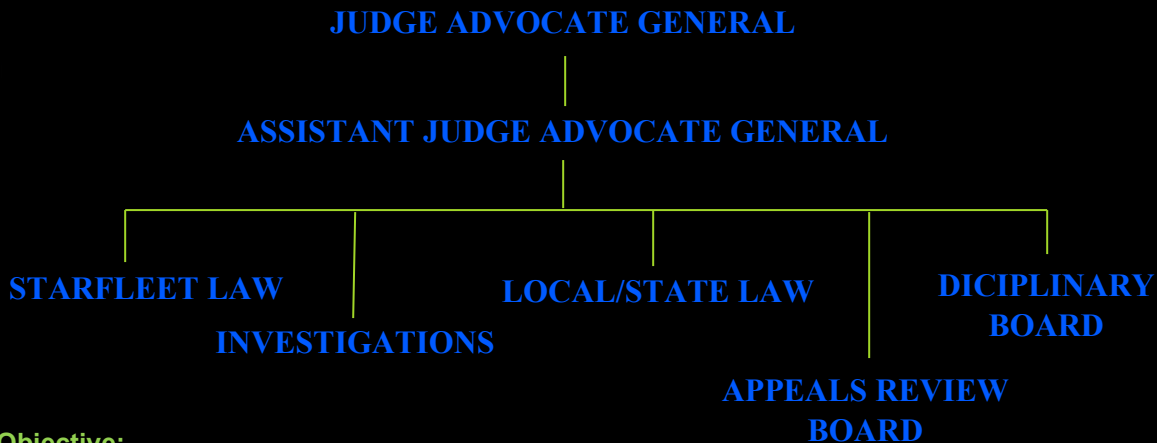 JUDGE ADVOCATE GENERAL
ASSISTANT JUDGE ADVOCATE GENERAL
STARFLEET LAW
INVESTIGATIONS
LOCAL/STATE LAW
APPEALS REVIEW
BOARD
DICIPLINARY
BOARD
Objective: